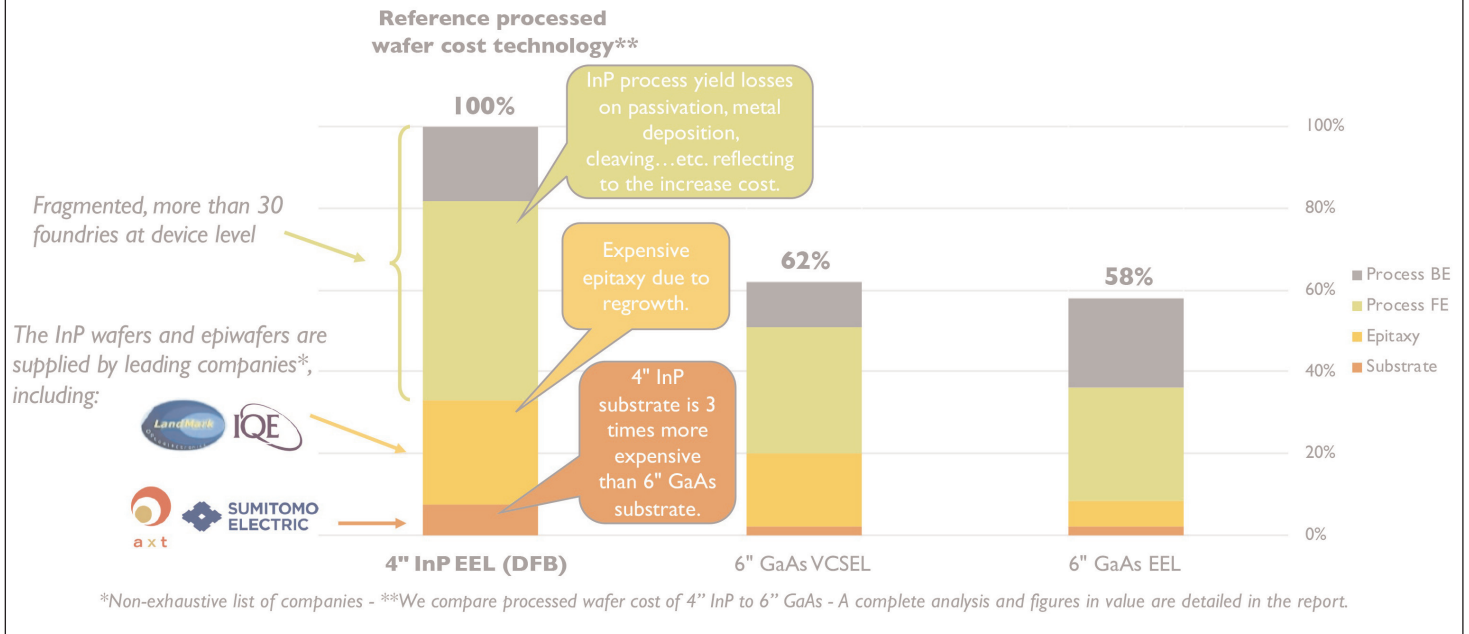 Reference processed
wafer cost technology**
100%
InP process yield losses
on passivation, metal
deposition,
cleaving...etc. reflecting
to the increase cost.
100%
Fragmented, more than 30
foundries at device level
80%
Expensive
epitaxy due to
regrowth.
62%
58%
60%
Process BE
Process FE
Epitaxy
Substrate
The InP wafers and epiwafers are
supplied by leading companies*,
including:
4" InP
substrate is 3
times more
expensive
than 6" GaAs
substrate.
40%
LandMark
IQE
20%
axt
SUMITOMO
ELECTRIC
0%
4" InP EEL (DFB)
6" GaAs VCSEL
6" GaAs EEL
*Non-exhaustive list of companies - **We compare processed wafer cost of 4” InP to 6” GaAs - A complete analysis and figures in value are detailed in the report.